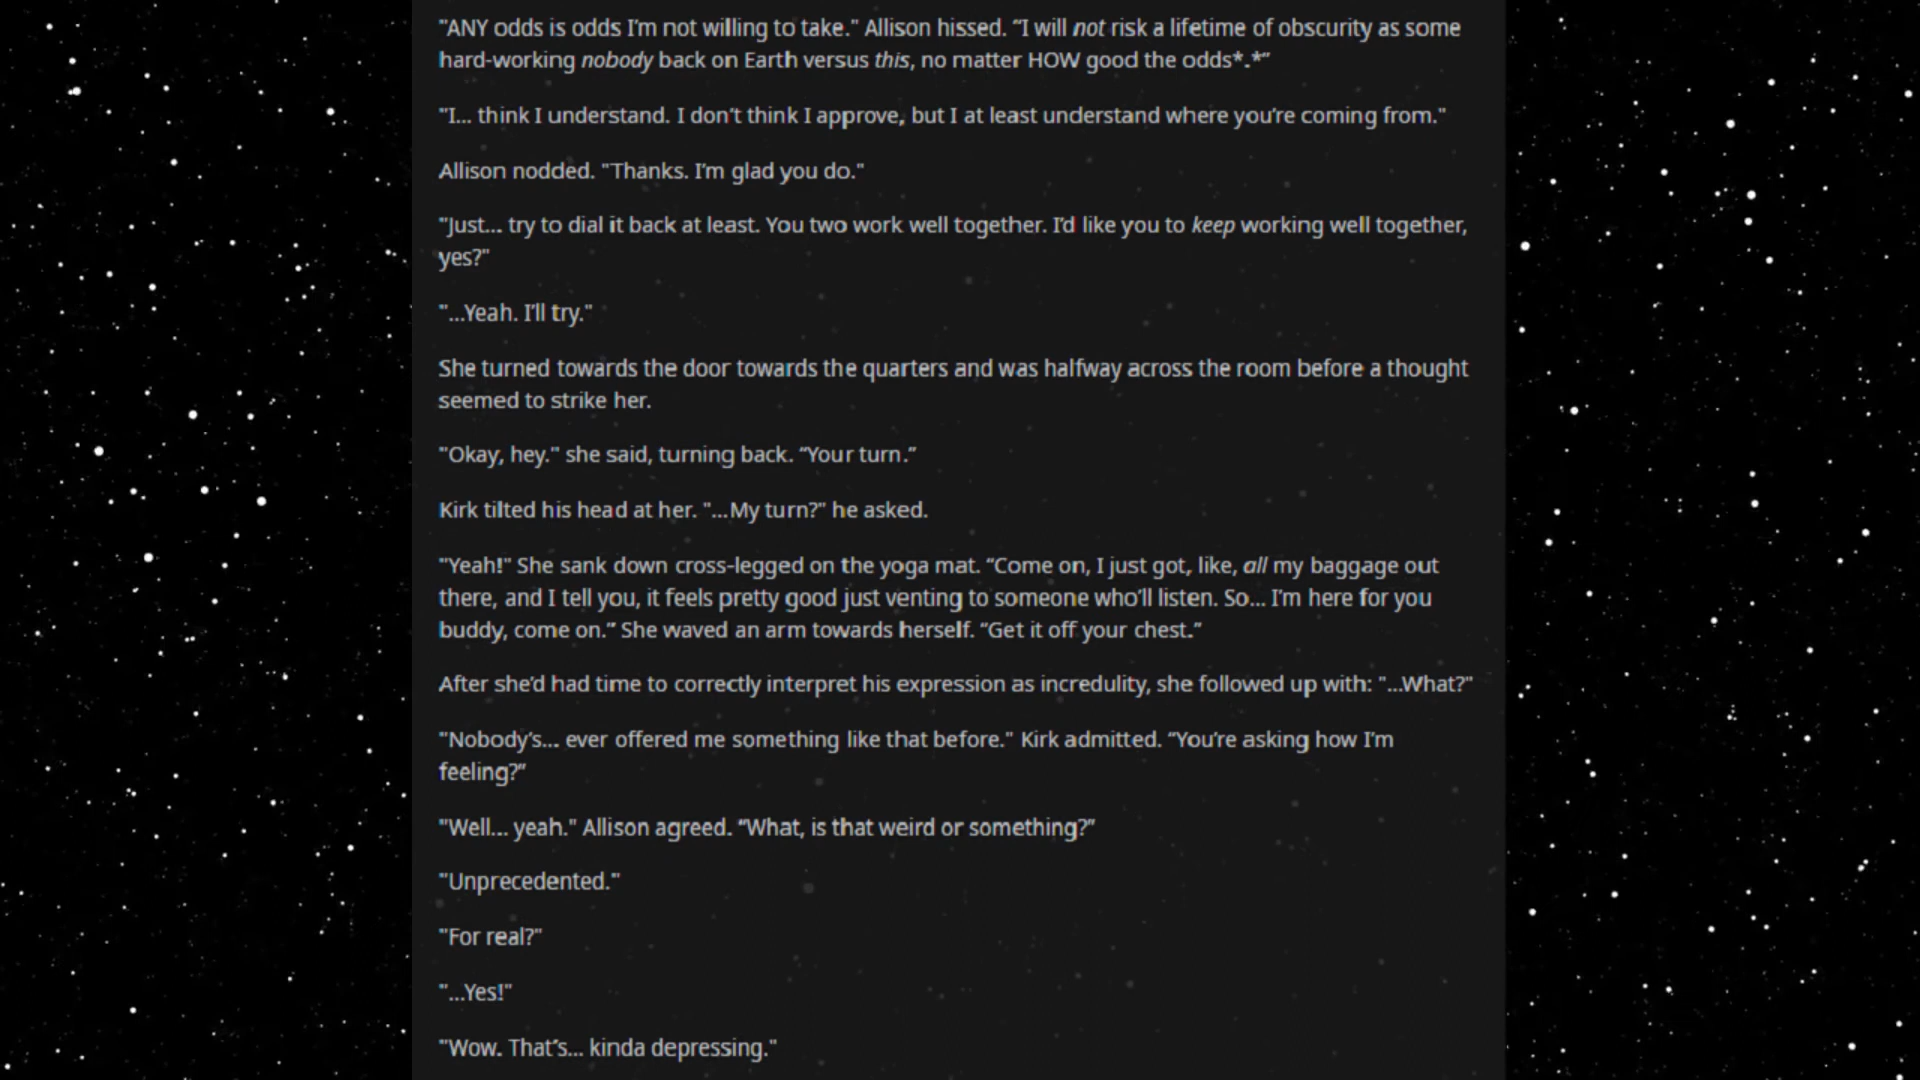 "ANY odds is odds I'm not willing to take." Allison hissed. “I will not risk a lifetime of obscurity as some
hard-working nobody back on Earth versus this, no matter HOW good the odds*.*”
"I... think I understand. I don't think I approve, but I at least understand where you're coming from."
Allison nodded. "Thanks. I'm glad you do."
"Just... try to dial it back at least. You two work well together. I'd like you to keep working well together,
yes?"
"...Yeah. I'll try."
She turned towards the door towards the quarters and was halfway across the room before a thought
seemed to strike her.
"Okay, hey." she said, turning back. “Your turn.”
Kirk tilted his head at her. "...My turn?" he asked.
"Yeah!" She sank down cross-legged on the yoga mat. “Come on, I just got, like, all my baggage out
there, and I tell you, it feels pretty good just venting to someone who'll listen. So... I'm here for you
buddy, come on.” She waved an arm towards herself. “Get it off your chest.”
After she'd had time to correctly interpret his expression as incredulity, she followed up with: "...What?"
"Nobody's... ever offered me something like that before." Kirk admitted. “You're asking how I'm
feeling?”
"Well... yeah." Allison agreed. “What, is that weird or something?”
"Unprecedented."
"For real?"
"...Yes!"
"Wow. That's... kinda depressing."